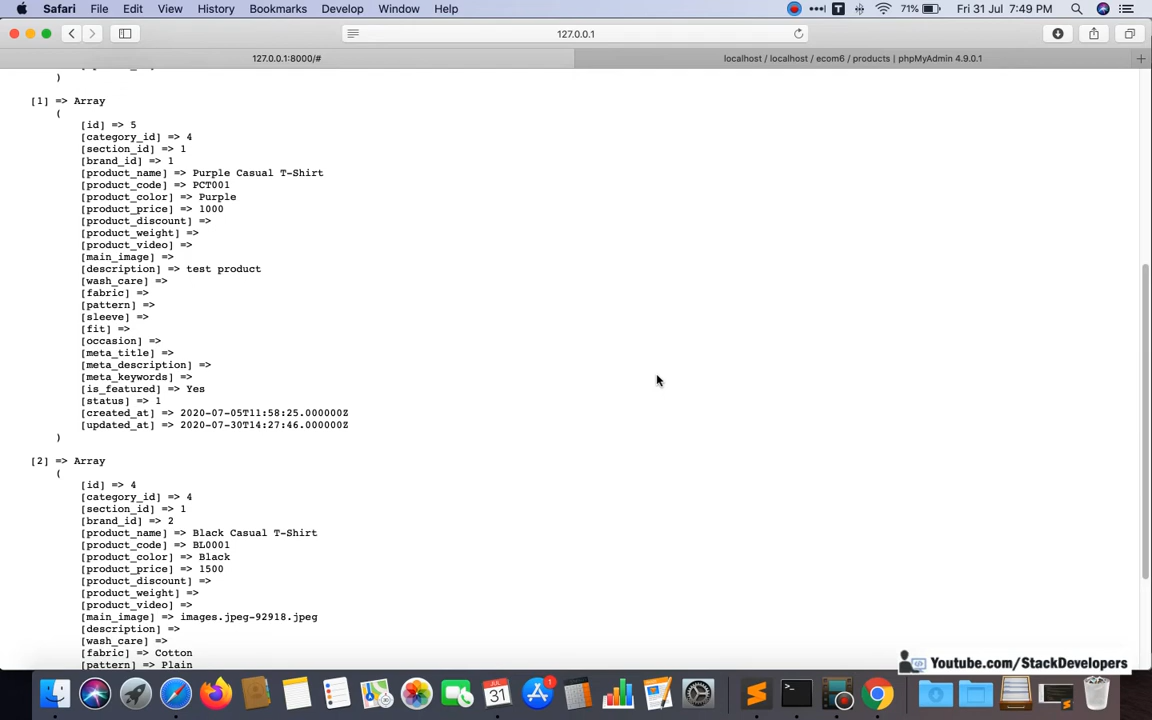 Safari File Edit View History Bookmarks Develop Window Help
71% Fri 31 Jul 7:49 PM
127.0.0.1
127.0.0.1:8000/# localhost / localhost / ecom6 / products | phpMyAdmin 4.9.0.1
)
[1] => Array
(
[id] => 5
[category_id] => 4
[section_id] => 1
[brand_id] => 1
[product_name] => Purple Casual T-Shirt
[product_code] => PCT001
[product_color] => Purple
[product_price] => 1000
[product_discount] =>
[product_weight] =>
[product_video] =>
[main_image] =>
[description] => test product
[wash_care] =>
[fabric] =>
[pattern] =>
[sleeve] =>
[fit] =>
[occasion] =>
[meta_title] =>
[meta_description] =>
[meta_keywords] =>
[is_featured] => Yes
[status] => 1
[created_at] => 2020-07-05T11:58:25.000000Z
[updated_at] => 2020-07-30T14:27:46.000000Z
)
[2] => Array
(
[id] => 4
[category_id] => 4
[section_id] => 1
[brand_id] => 2
[product_name] => Black Casual T-Shirt
[product_code] => BL0001
[product_color] => Black
[product_price] => 1500
[product_discount] =>
[product_weight] =>
[product_video] =>
[main_image] => images.jpeg-92918.jpeg
[description] =>
[wash_care] =>
[fabric] => Cotton
[pattern] => Plain
Youtube.com/StackDevelopers
JUL
31
1